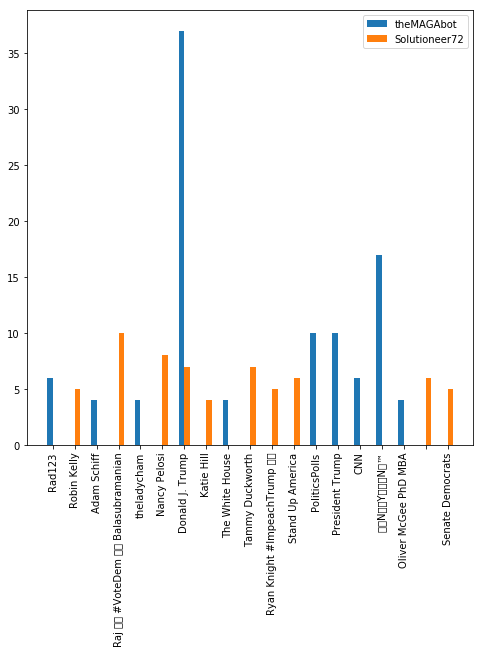 theMAGAbot
Solutioneer72
35
30
25
20
15
10
5
0
Rad123
Robin Kelly
Adam Schiff
Raj #VoteDem Balasubramanian
theladycham
Nancy Pelosi
Donald J. Trump
Katie Hill
The White House
Tammy Duckworth
Ryan Knight #ImpeachTrump
Stand Up America
PoliticsPolls
President Trump
CNN
N Y N ™
Oliver McGee PhD MBA
Senate Democrats